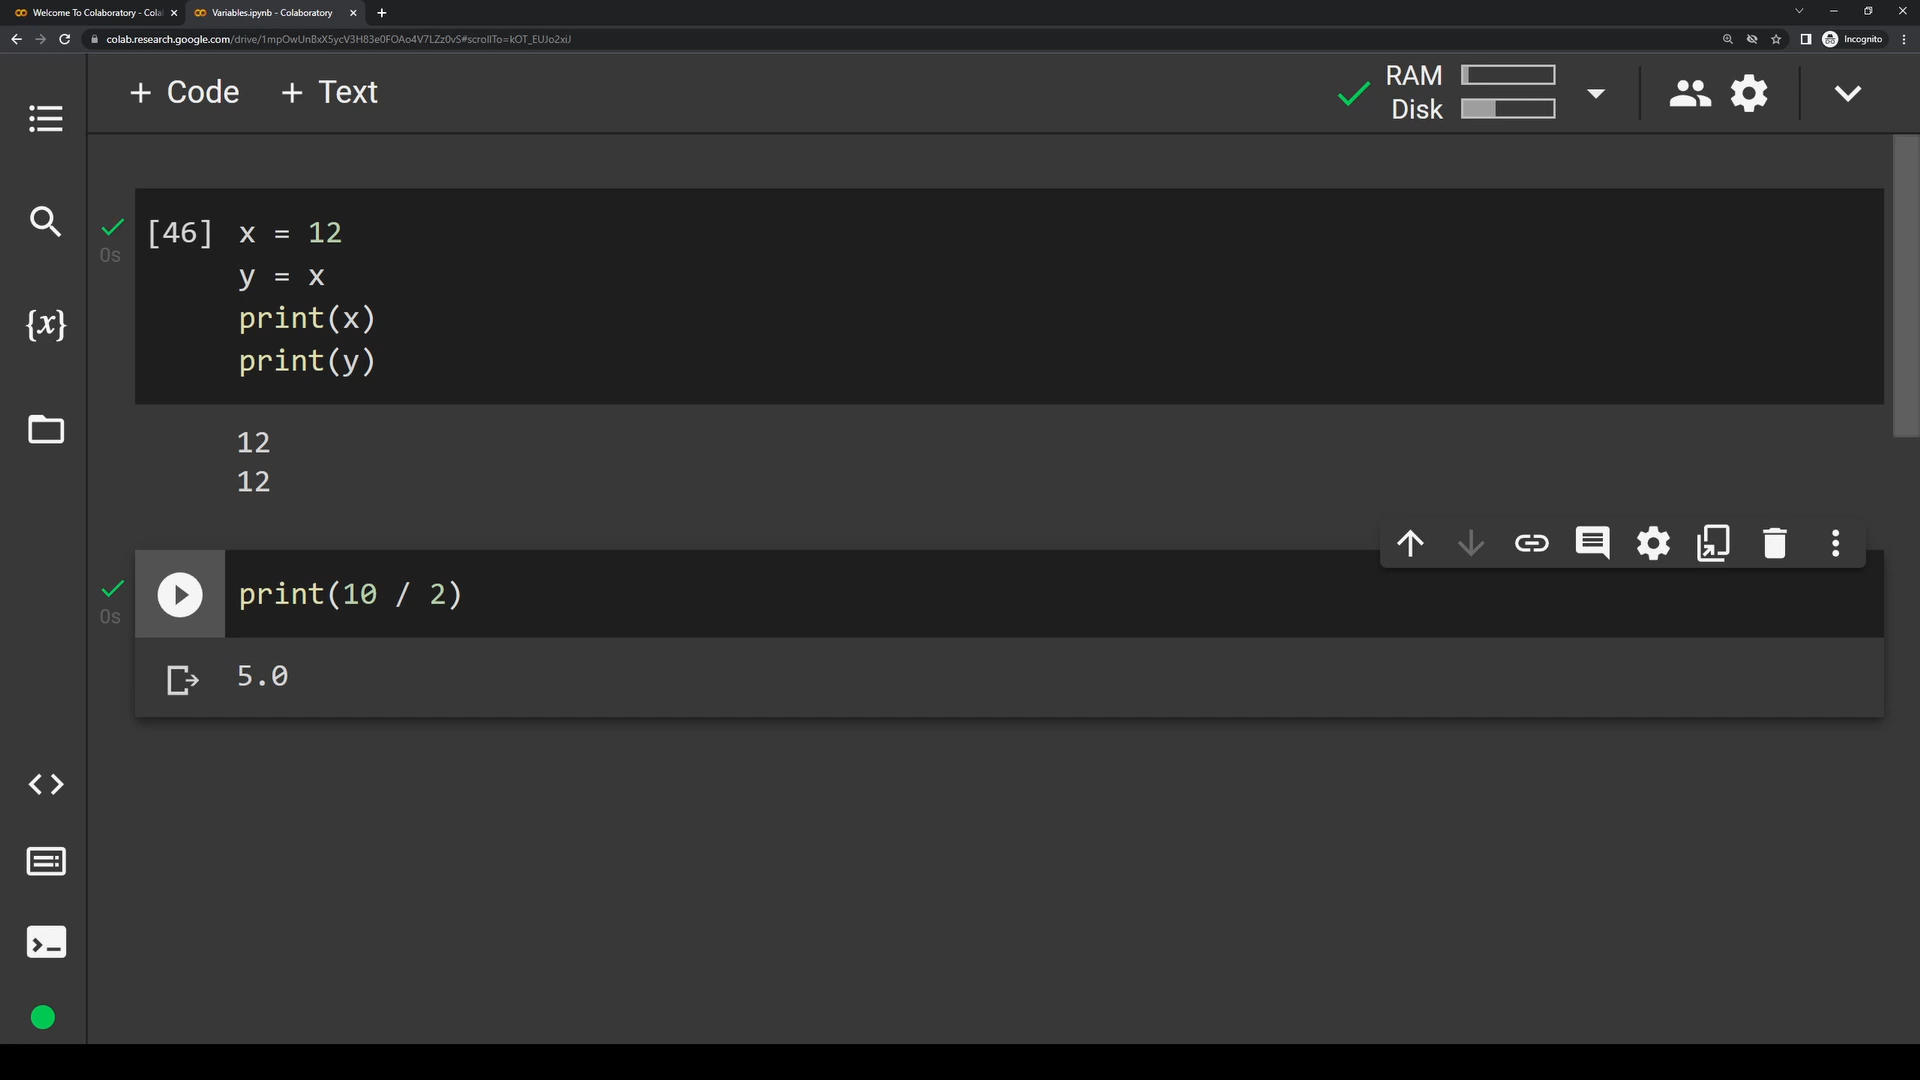 Welcome To Colaboratory - Cola
Variables.ipynb - Colaboratory
colab.research.google.com/drive/1mpOwUnBxX5ycV3H83e0FOAo4V7LZz0vS#scrollTo=kOT_EUJo2xiJ
Incognito
+ Code
+ Text
RAM
Disk
[46] x = 12
y = x
print(x)
print(y)
0s
12
12
{x}
print(10 / 2)
0s
5.0